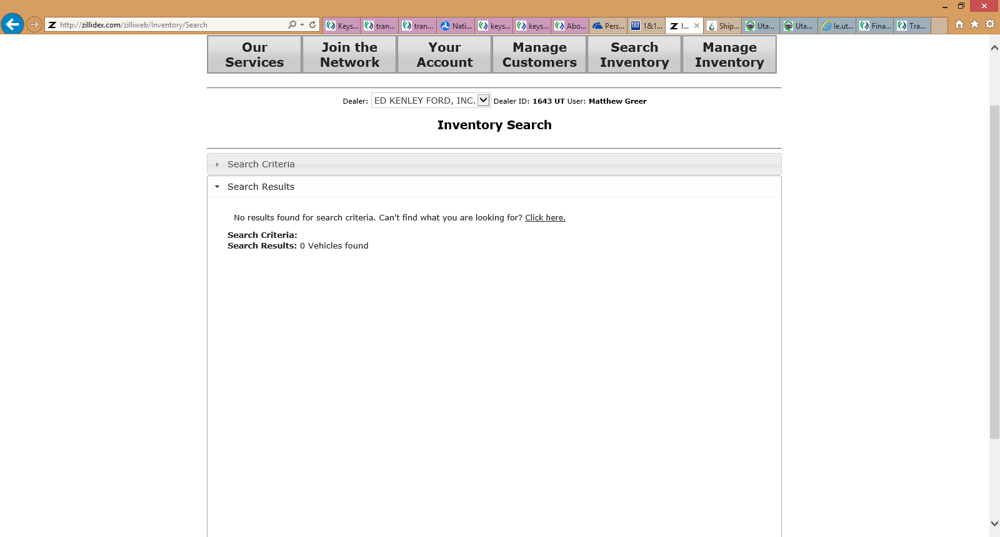 http://zillidex.com/zilliweb/Inventory/Search
Keys... tran... tran... Nati... keys... keys... Abo... Pers... 1&1 1&1... I... Ship... Uta... Uta... le.ut... Fina... Tra...
Our Services
Join the Network
Your Account
Manage Customers
Search Inventory
Manage Inventory
Dealer: ED KENLEY FORD, INC. Dealer ID: 1643 UT User: Matthew Greer
Inventory Search
Search Criteria
Search Results
No results found for search criteria. Can't find what you are looking for? Click here.
Search Criteria:
Search Results: 0 Vehicles found